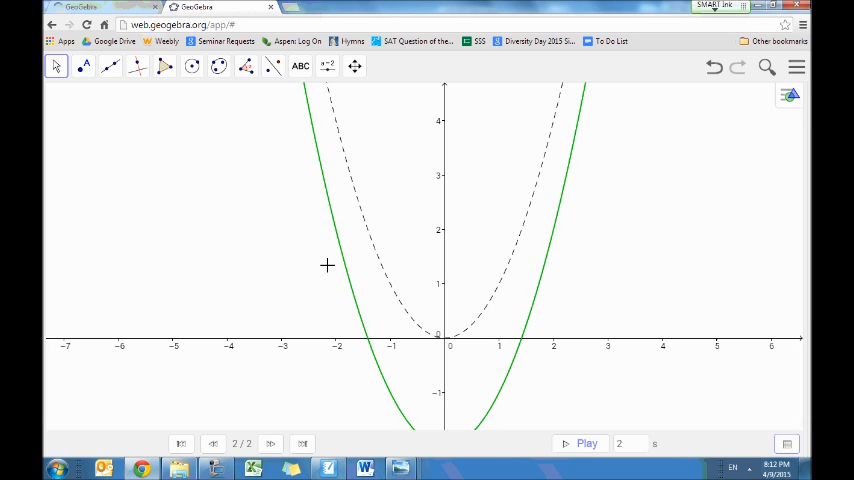 GeoGebra
GeoGebra
SMART Ink
web.geogebra.org/app/#
Apps Google Drive Weekly Seminar Requests Aspen: Log On Hymns SAT Question of the... SSS Diversity Day 2015 Si... To Do List Other bookmarks
ABC a=2
4
3
2
1
0
-7 -6 -5 -4 -3 -2 -1 0 1 2 3 4 5 6
-1
2 / 2 Play 2 s
EN 8:12 PM
4/9/2015